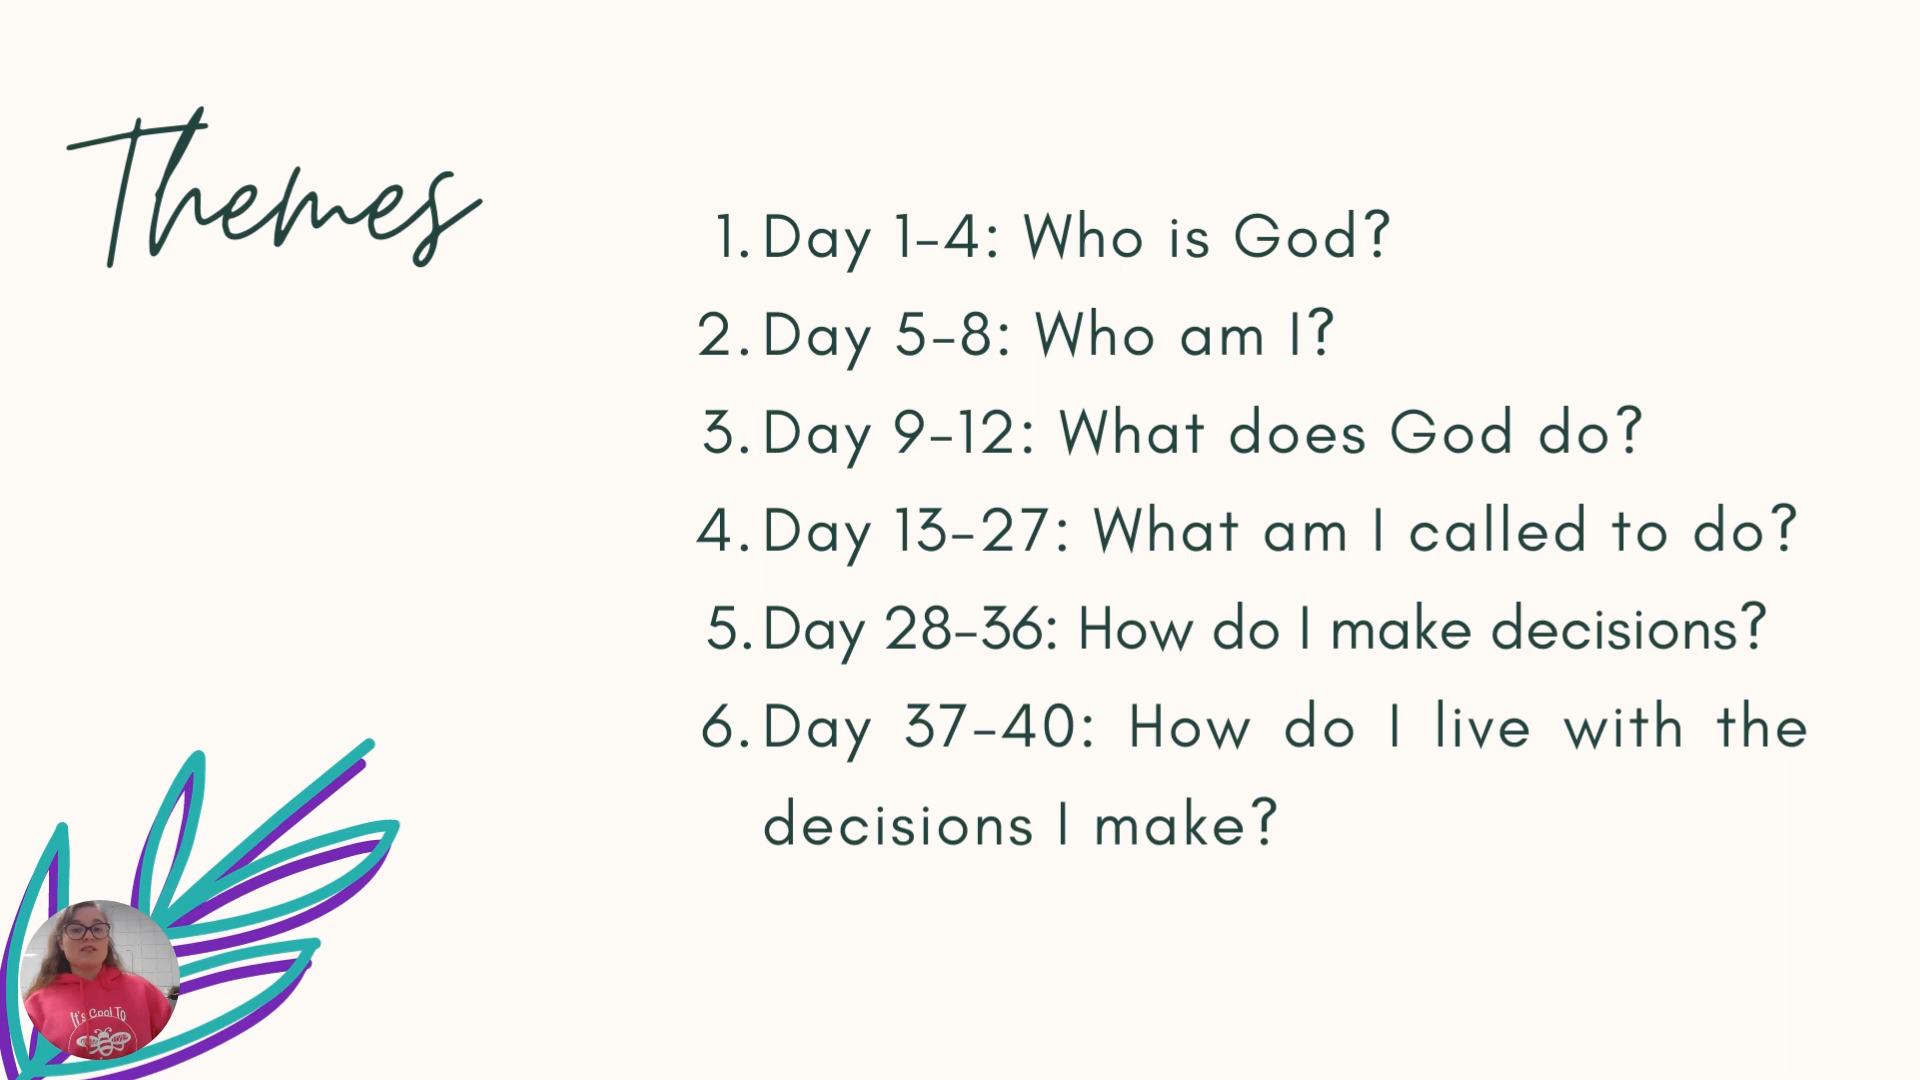 Themes
1. Day 1-4: Who is God?
2. Day 5-8: Who am I?
3. Day 9-12: What does God do?
4. Day 13-27: What am I called to do?
5. Day 28-36: How do I make decisions?
6. Day 37-40: How do I live with the
decisions I make?
It's Cool To